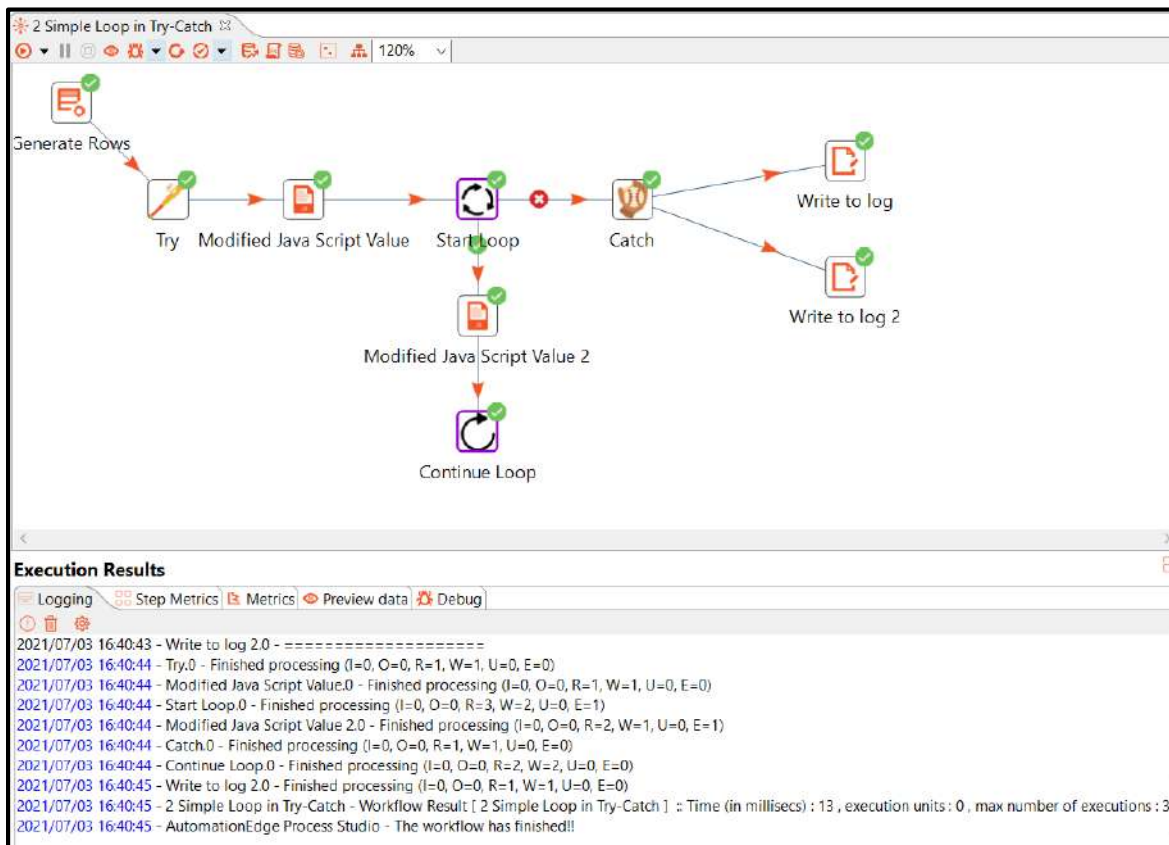 2 Simple Loop in Try-Catch
120%
Generate Rows
Try
Modified Java Script Value
Start Loop
Catch
Write to log
Write to log 2
Modified Java Script Value 2
Continue Loop
Execution Results
Logging Step Metrics Metrics Preview data Debug
2021/07/03 16:40:43 - Write to log 2.0 - ====================
2021/07/03 16:40:44 - Try.0 - Finished processing (I=0, O=0, R=1, W=1, U=0, E=0)
2021/07/03 16:40:44 - Modified Java Script Value.0 - Finished processing (I=0, O=0, R=1, W=1, U=0, E=0)
2021/07/03 16:40:44 - Start Loop.0 - Finished processing (I=0, O=0, R=3, W=2, U=0, E=1)
2021/07/03 16:40:44 - Modified Java Script Value 2.0 - Finished processing (I=0, O=0, R=2, W=1, U=0, E=1)
2021/07/03 16:40:44 - Catch.0 - Finished processing (I=0, O=0, R=1, W=1, U=0, E=0)
2021/07/03 16:40:44 - Continue Loop.0 - Finished processing (I=0, O=0, R=2, W=2, U=0, E=0)
2021/07/03 16:40:45 - Write to log 2.0 - Finished processing (I=0, O=0, R=1, W=1, U=0, E=0)
2021/07/03 16:40:45 - 2 Simple Loop in Try-Catch - Workflow Result [ 2 Simple Loop in Try-Catch ] :: Time (in millisecs) : 13 , execution units : 0 , max number of executions : 3
2021/07/03 16:40:45 - AutomationEdge Process Studio - The workflow has finished!!